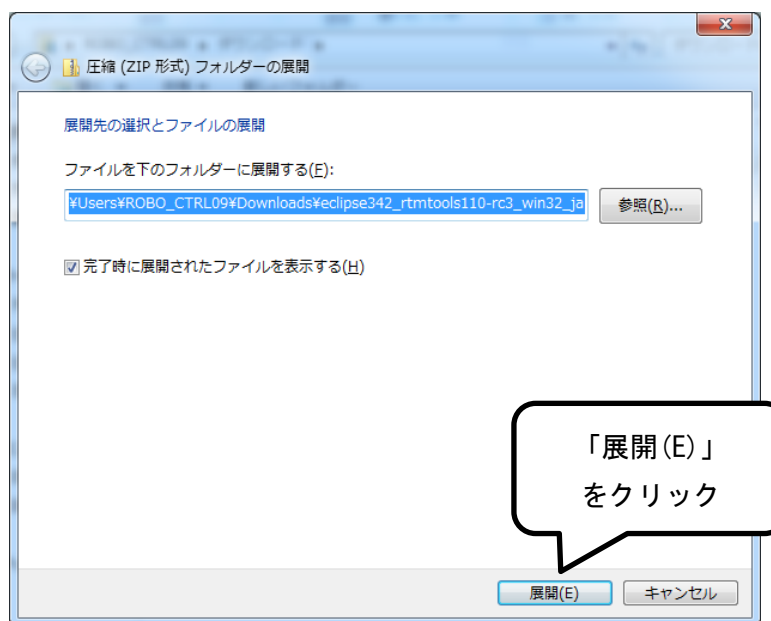 圧縮 (ZIP 形式) フォルダーの展開
展開先の選択とファイルの展開
ファイルを下のフォルダーに展開する(F):
¥Users¥ROBO_CTRL09¥Downloads¥eclipse342_rtmtools110-rc3_win32_ja
参照(R)...
完了時に展開されたファイルを表示する(H)
「展開(E)」
をクリック
展開(E)
キャンセル